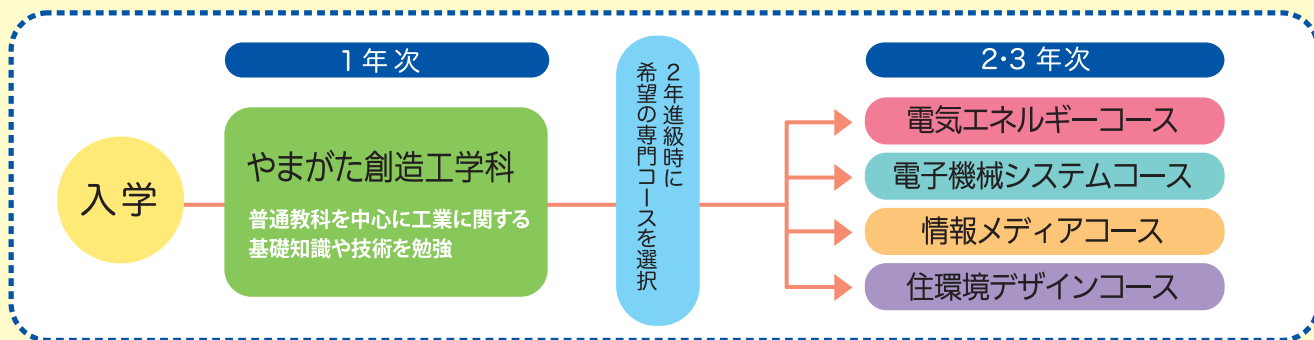 入学
1年次
やまがた創造工学科
普通教科を中心に工業に関する
基礎知識や技術を勉強
2年進級時に
希望の専門コースを選択
2・3年次
電気エネルギーコース
電子機械システムコース
情報メディアコース
住環境デザインコース